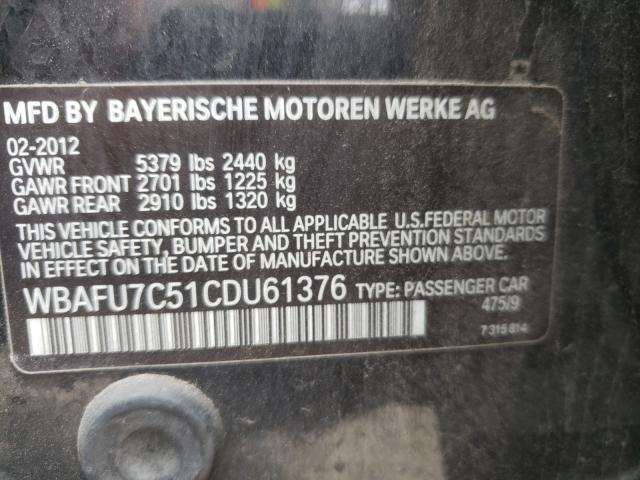 MFD BY BAYERISCHE MOTOREN WERKE AG
02-2012
GVWR 5379 lbs 2440 kg
GAWR FRONT 2701 lbs 1225 kg
GAWR REAR 2910 lbs 1320 kg
THIS VEHICLE CONFORMS TO ALL APPLICABLE U.S.FEDERAL MOTOR
VEHICLE SAFETY, BUMPER AND THEFT PREVENTION STANDARDS
IN EFFECT ON THE DATE OF MANUFACTURE SHOWN ABOVE.
WBAFU7C51CDU61376 TYPE: PASSENGER CAR
475/9
7 315 814